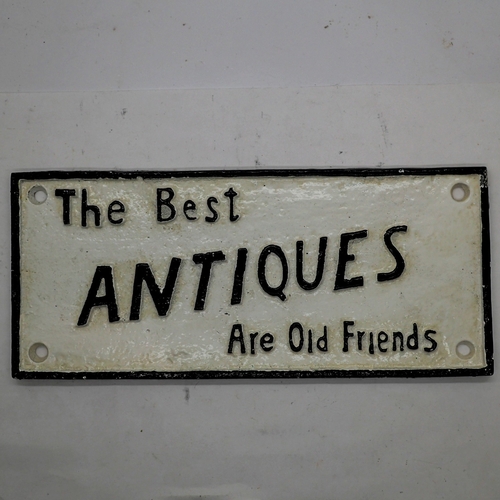 The Best
ANTIQUES
Are Old Friends